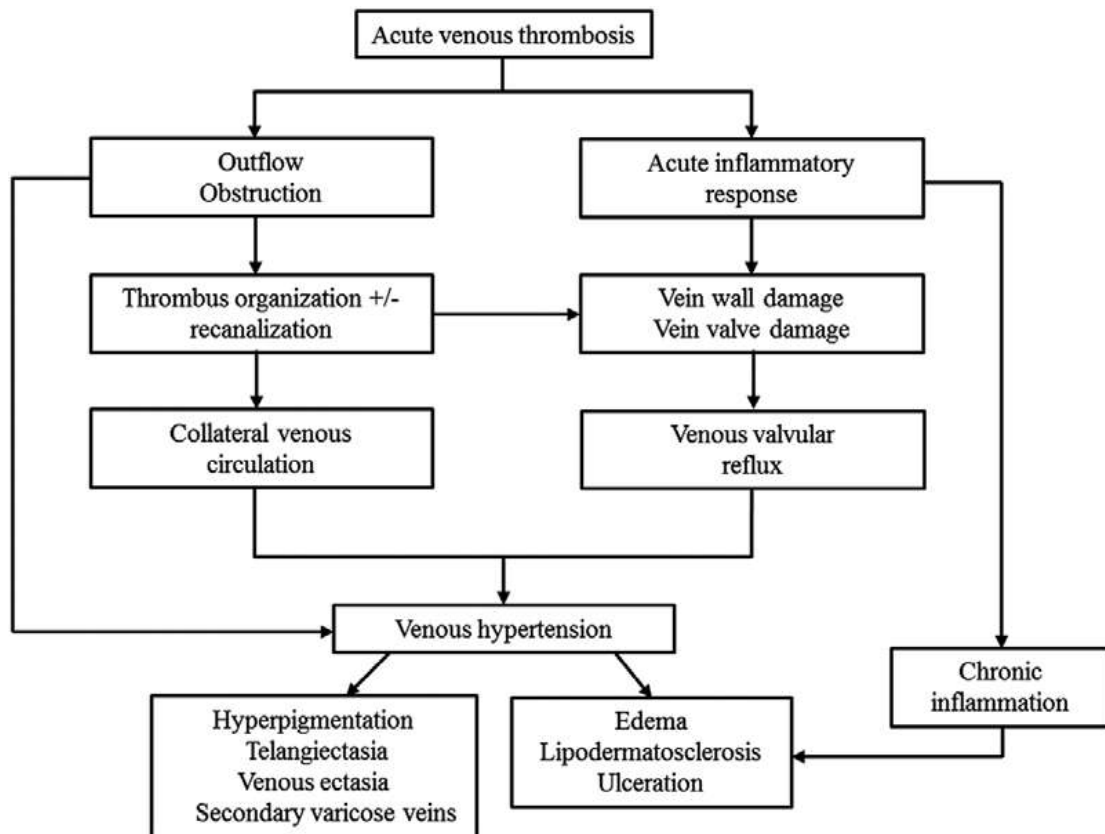 Acute venous thrombosis
Outflow
Obstruction
Acute inflammatory
response
Thrombus organization +/-
recanalization
Vein wall damage
Vein valve damage
Collateral venous
circulation
Venous valvular
reflux
Venous hypertension
Chronic
inflammation
Hyperpigmentation
Telangiectasia
Venous ectasia
Secondary varicose veins
Edema
Lipodermatosclerosis
Ulceration